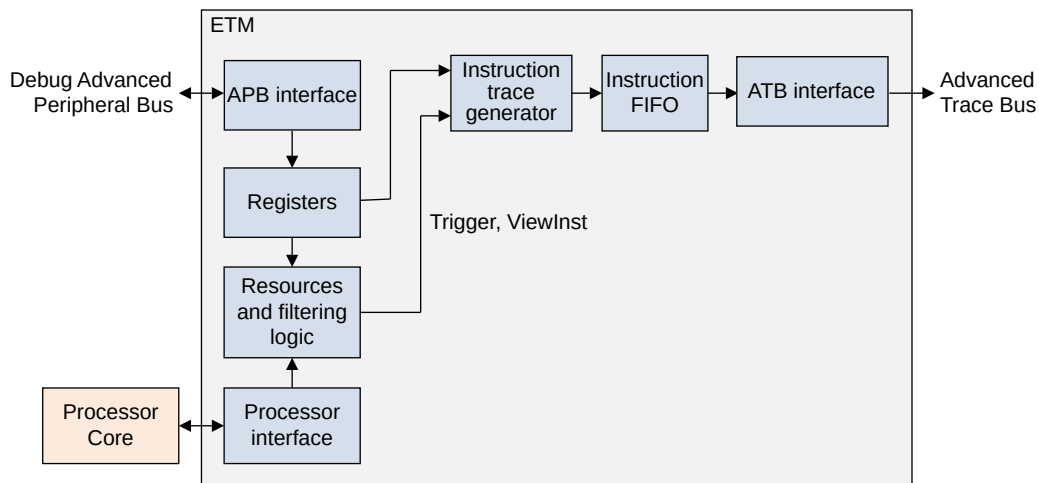 ETM
Debug Advanced
Peripheral Bus
APB interface
Instruction
trace
generator
Instruction
FIFO
ATB interface
Advanced
Trace Bus
Registers
Trigger, ViewInst
Resources
and filtering
logic
Processor
Core
Processor
interface